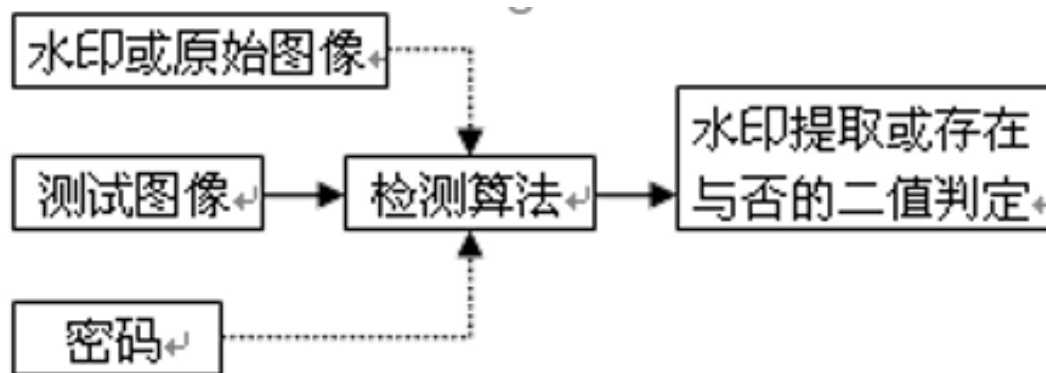 水印或原始图像
测试图像
检测算法
水印提取或存在
与否的二值判定
密码